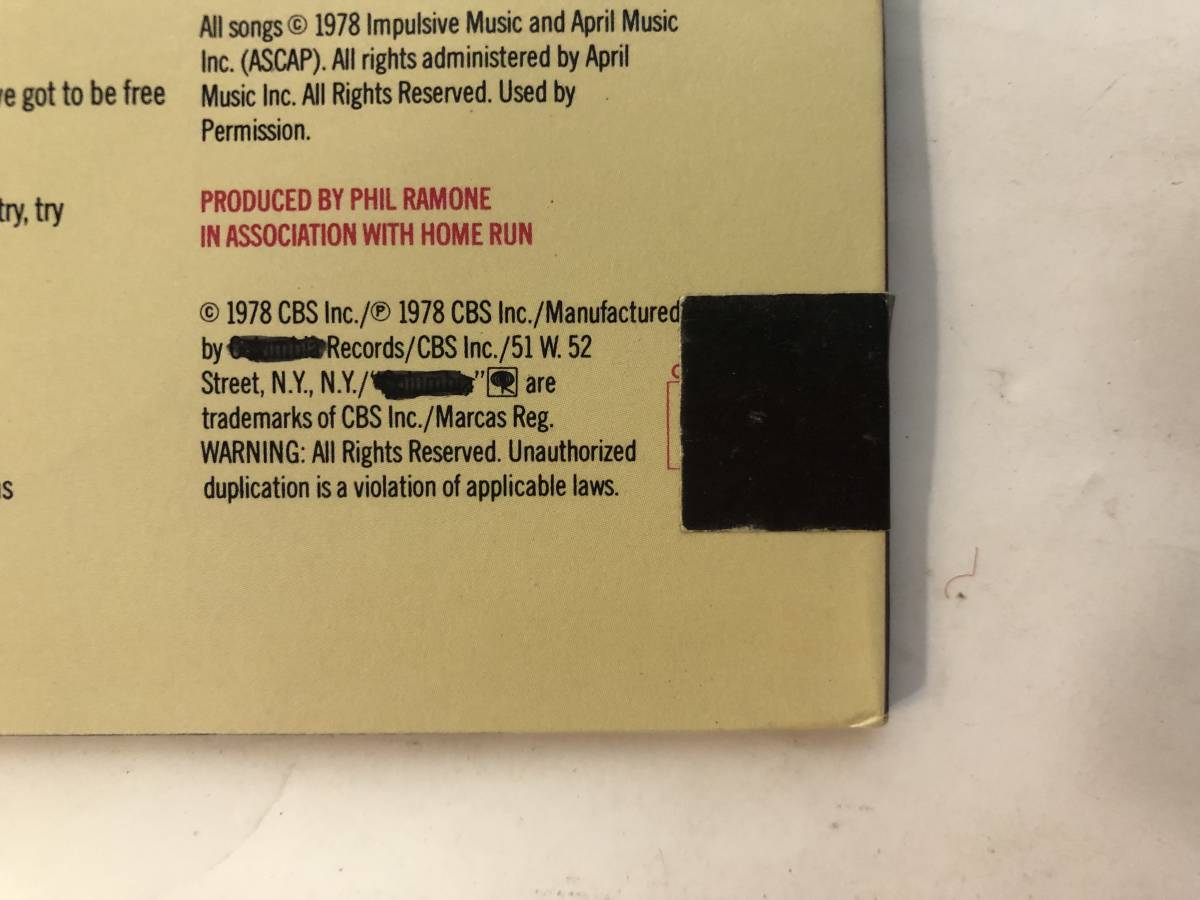 All songs © 1978 Impulsive Music and April Music
Inc. (ASCAP). All rights administered by April
Music Inc. All Rights Reserved. Used by
Permission.
got to be free
try, try
PRODUCED BY PHIL RAMONE
IN ASSOCIATION WITH HOME RUN
© 1978 CBS Inc./℗ 1978 CBS Inc./Manufactured
by Records/CBS Inc./51 W. 52
Street, N.Y., N.Y./“ ” are
trademarks of CBS Inc./Marcas Reg.
WARNING: All Rights Reserved. Unauthorized
duplication is a violation of applicable laws.